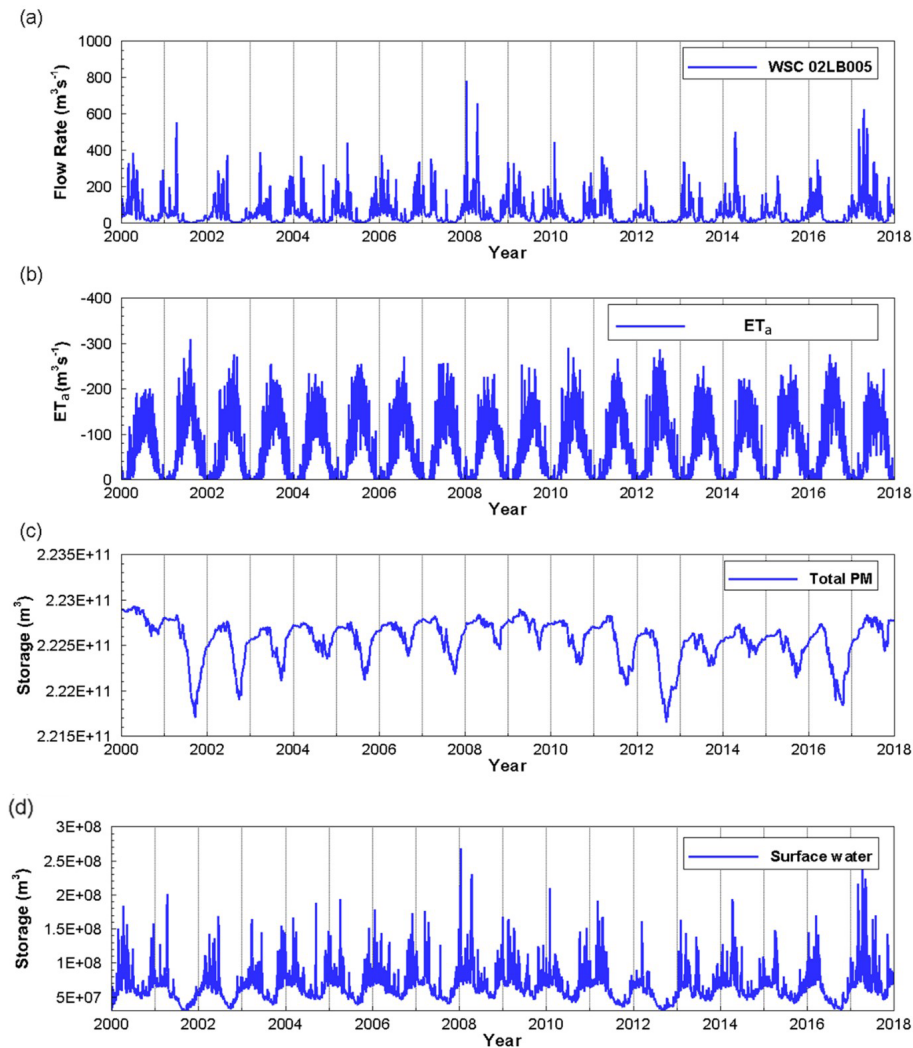 (a)
1000
800
600
400
200
0
Flow Rate (m³s⁻¹)
WSC 02LB005
2000 2002 2004 2006 2008 2010 2012 2014 2016 2018
Year
(b)
-400
-300
-200
-100
0
ETa(m³s⁻¹)
ETa
2000 2002 2004 2006 2008 2010 2012 2014 2016 2018
Year
(c)
2.235E+11
2.23E+11
2.225E+11
2.22E+11
2.215E+11
Storage (m³)
Total PM
2000 2002 2004 2006 2008 2010 2012 2014 2016 2018
Year
(d)
3E+08
2.5E+08
2E+08
1.5E+08
1E+08
5E+07
Storage (m³)
Surface water
2000 2002 2004 2006 2008 2010 2012 2014 2016 2018
Year